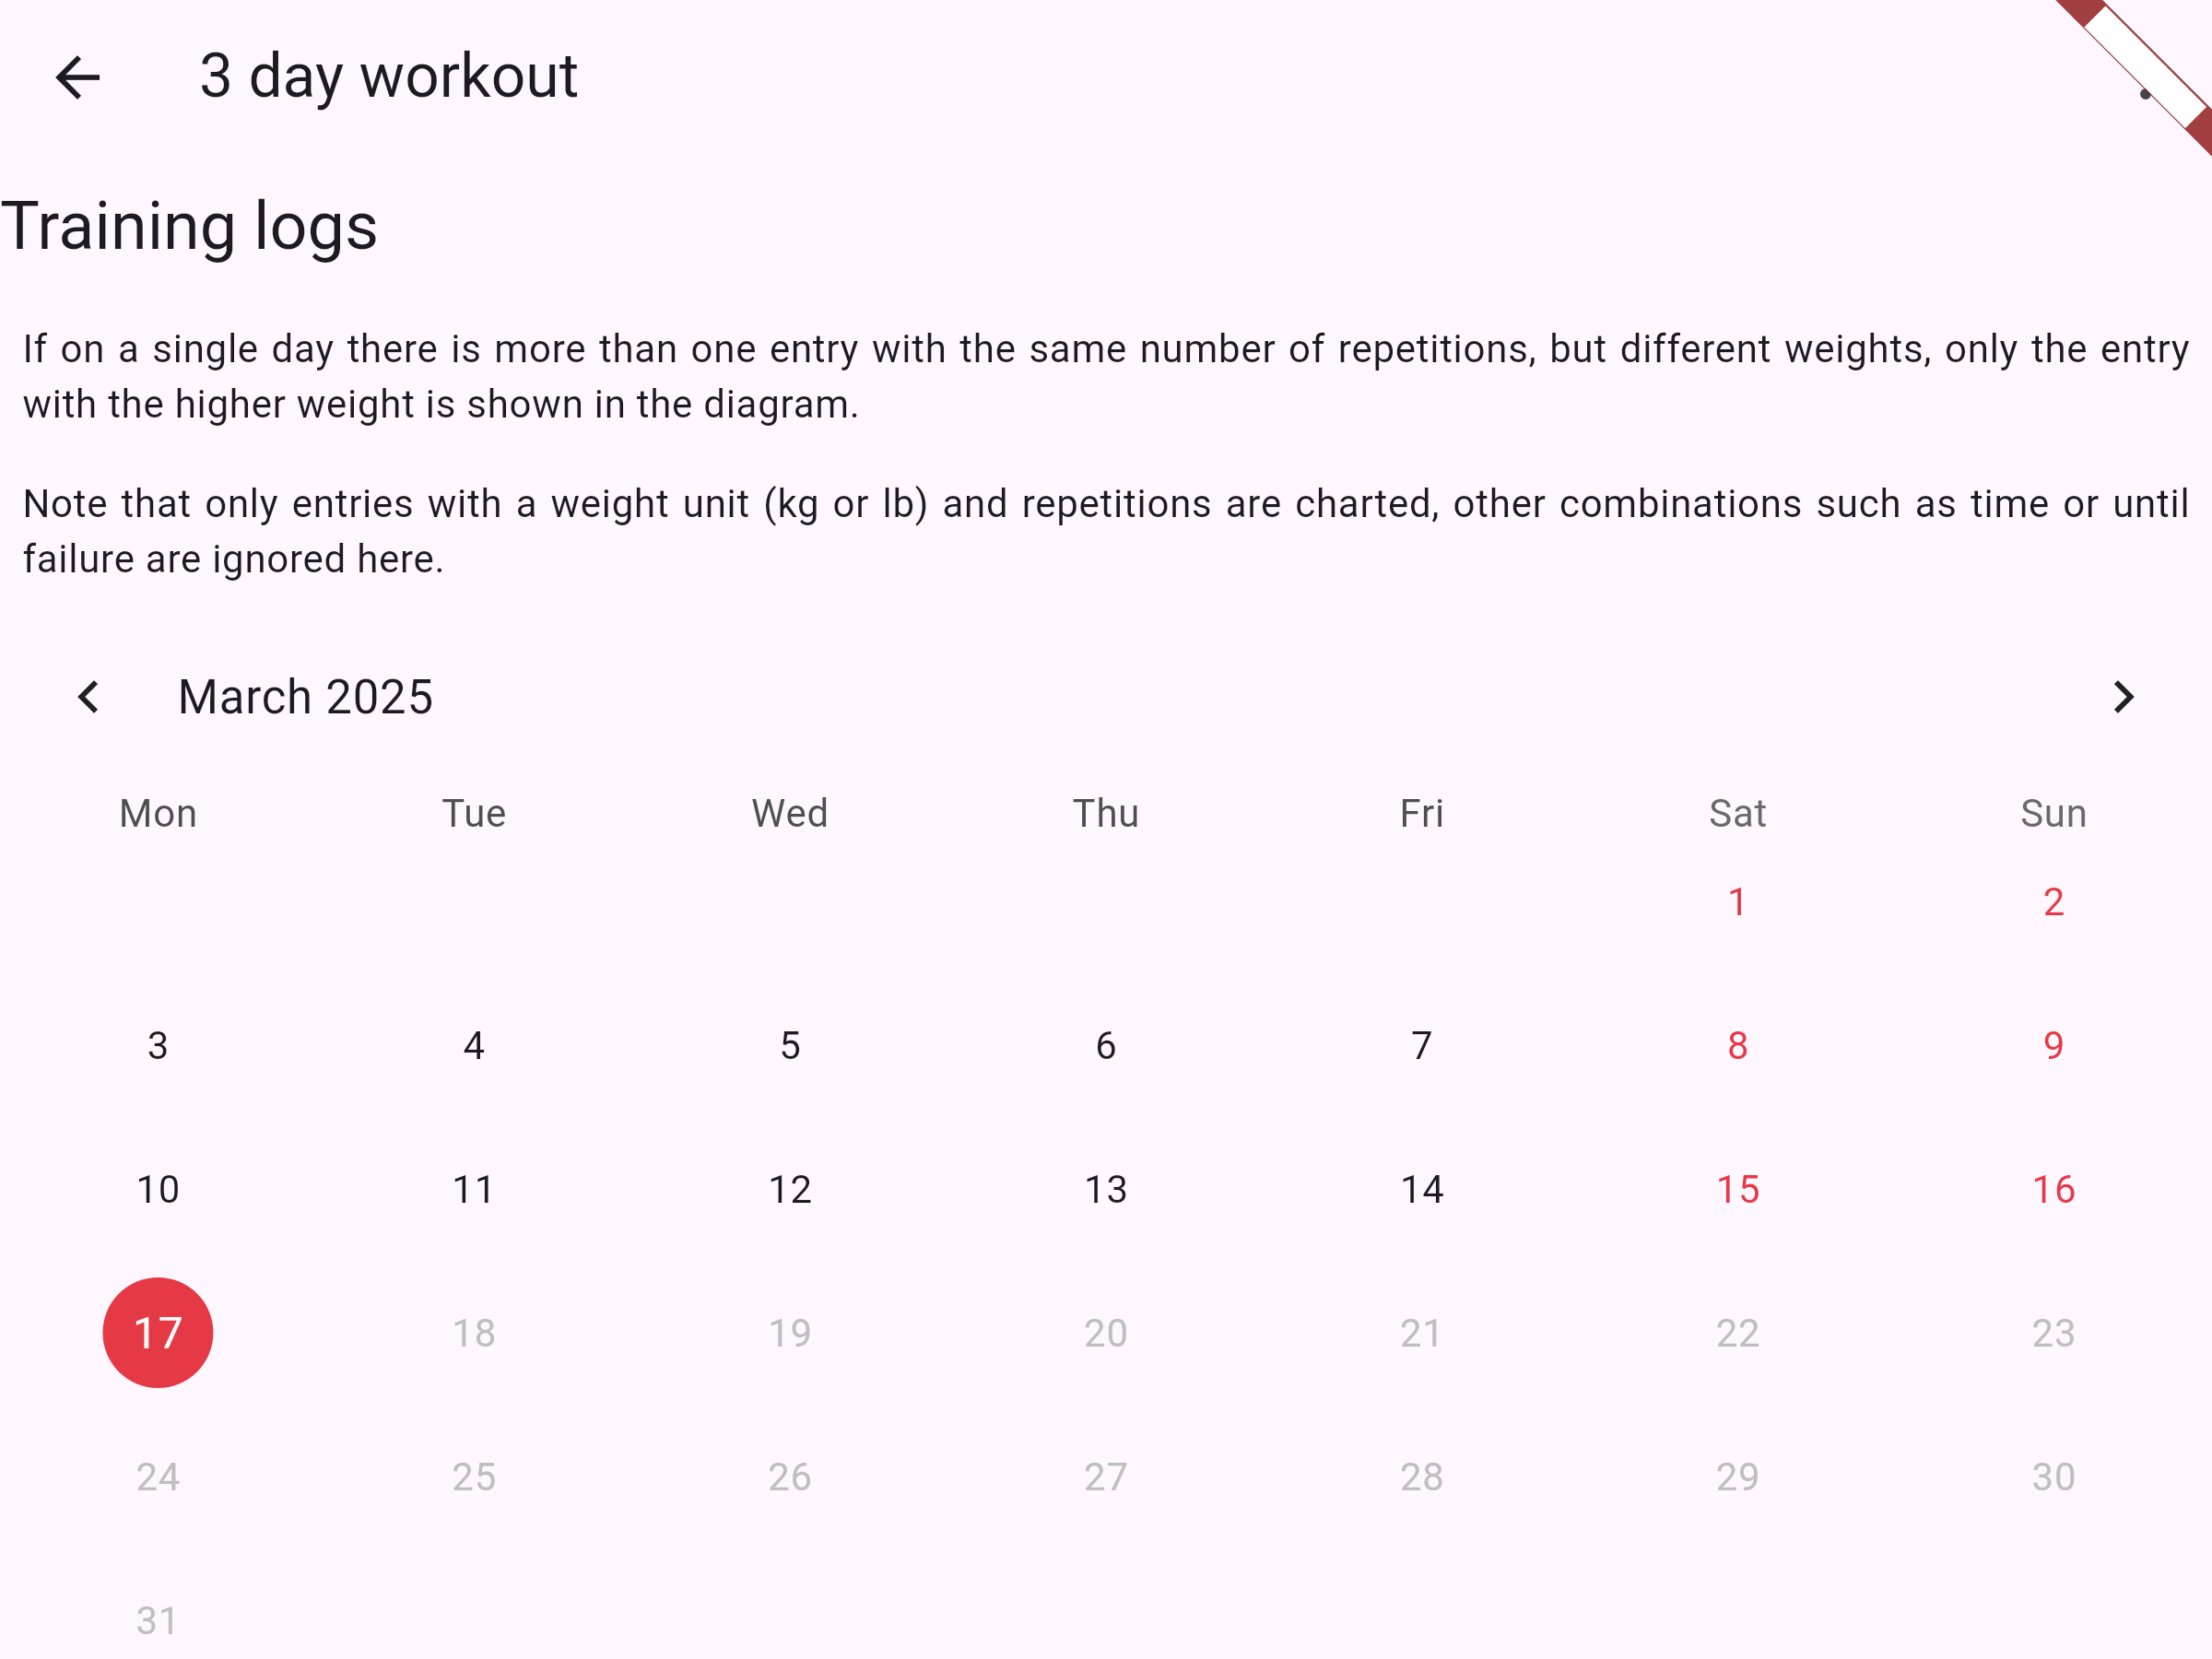 3 day workout
Training logs
If on a single day there is more than one entry with the same number of repetitions, but different weights, only the entry
with the higher weight is shown in the diagram.
Note that only entries with a weight unit (kg or lb) and repetitions are charted, other combinations such as time or until
failure are ignored here.
March 2025
Mon Tue Wed Thu Fri Sat Sun
1 2
3 4 5 6 7 8 9
10 11 12 13 14 15 16
17 18 19 20 21 22 23
24 25 26 27 28 29 30
31